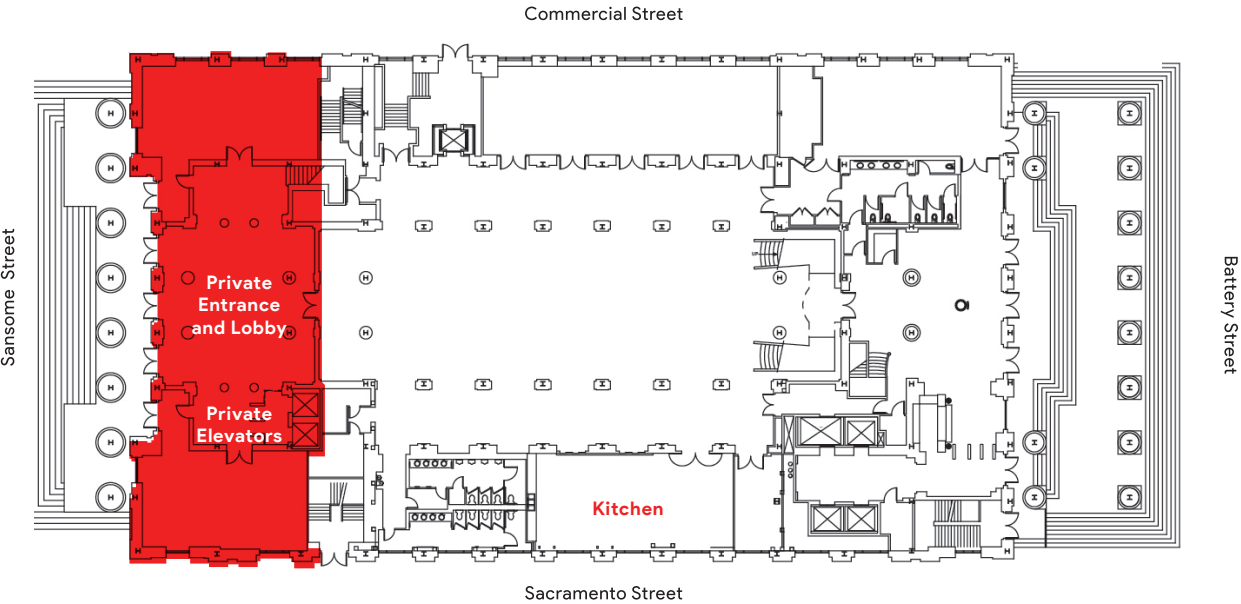 Commercial Street
Sansome Street
Private
Entrance
and Lobby
Battery Street
Private
Elevators
Kitchen
Sacramento Street